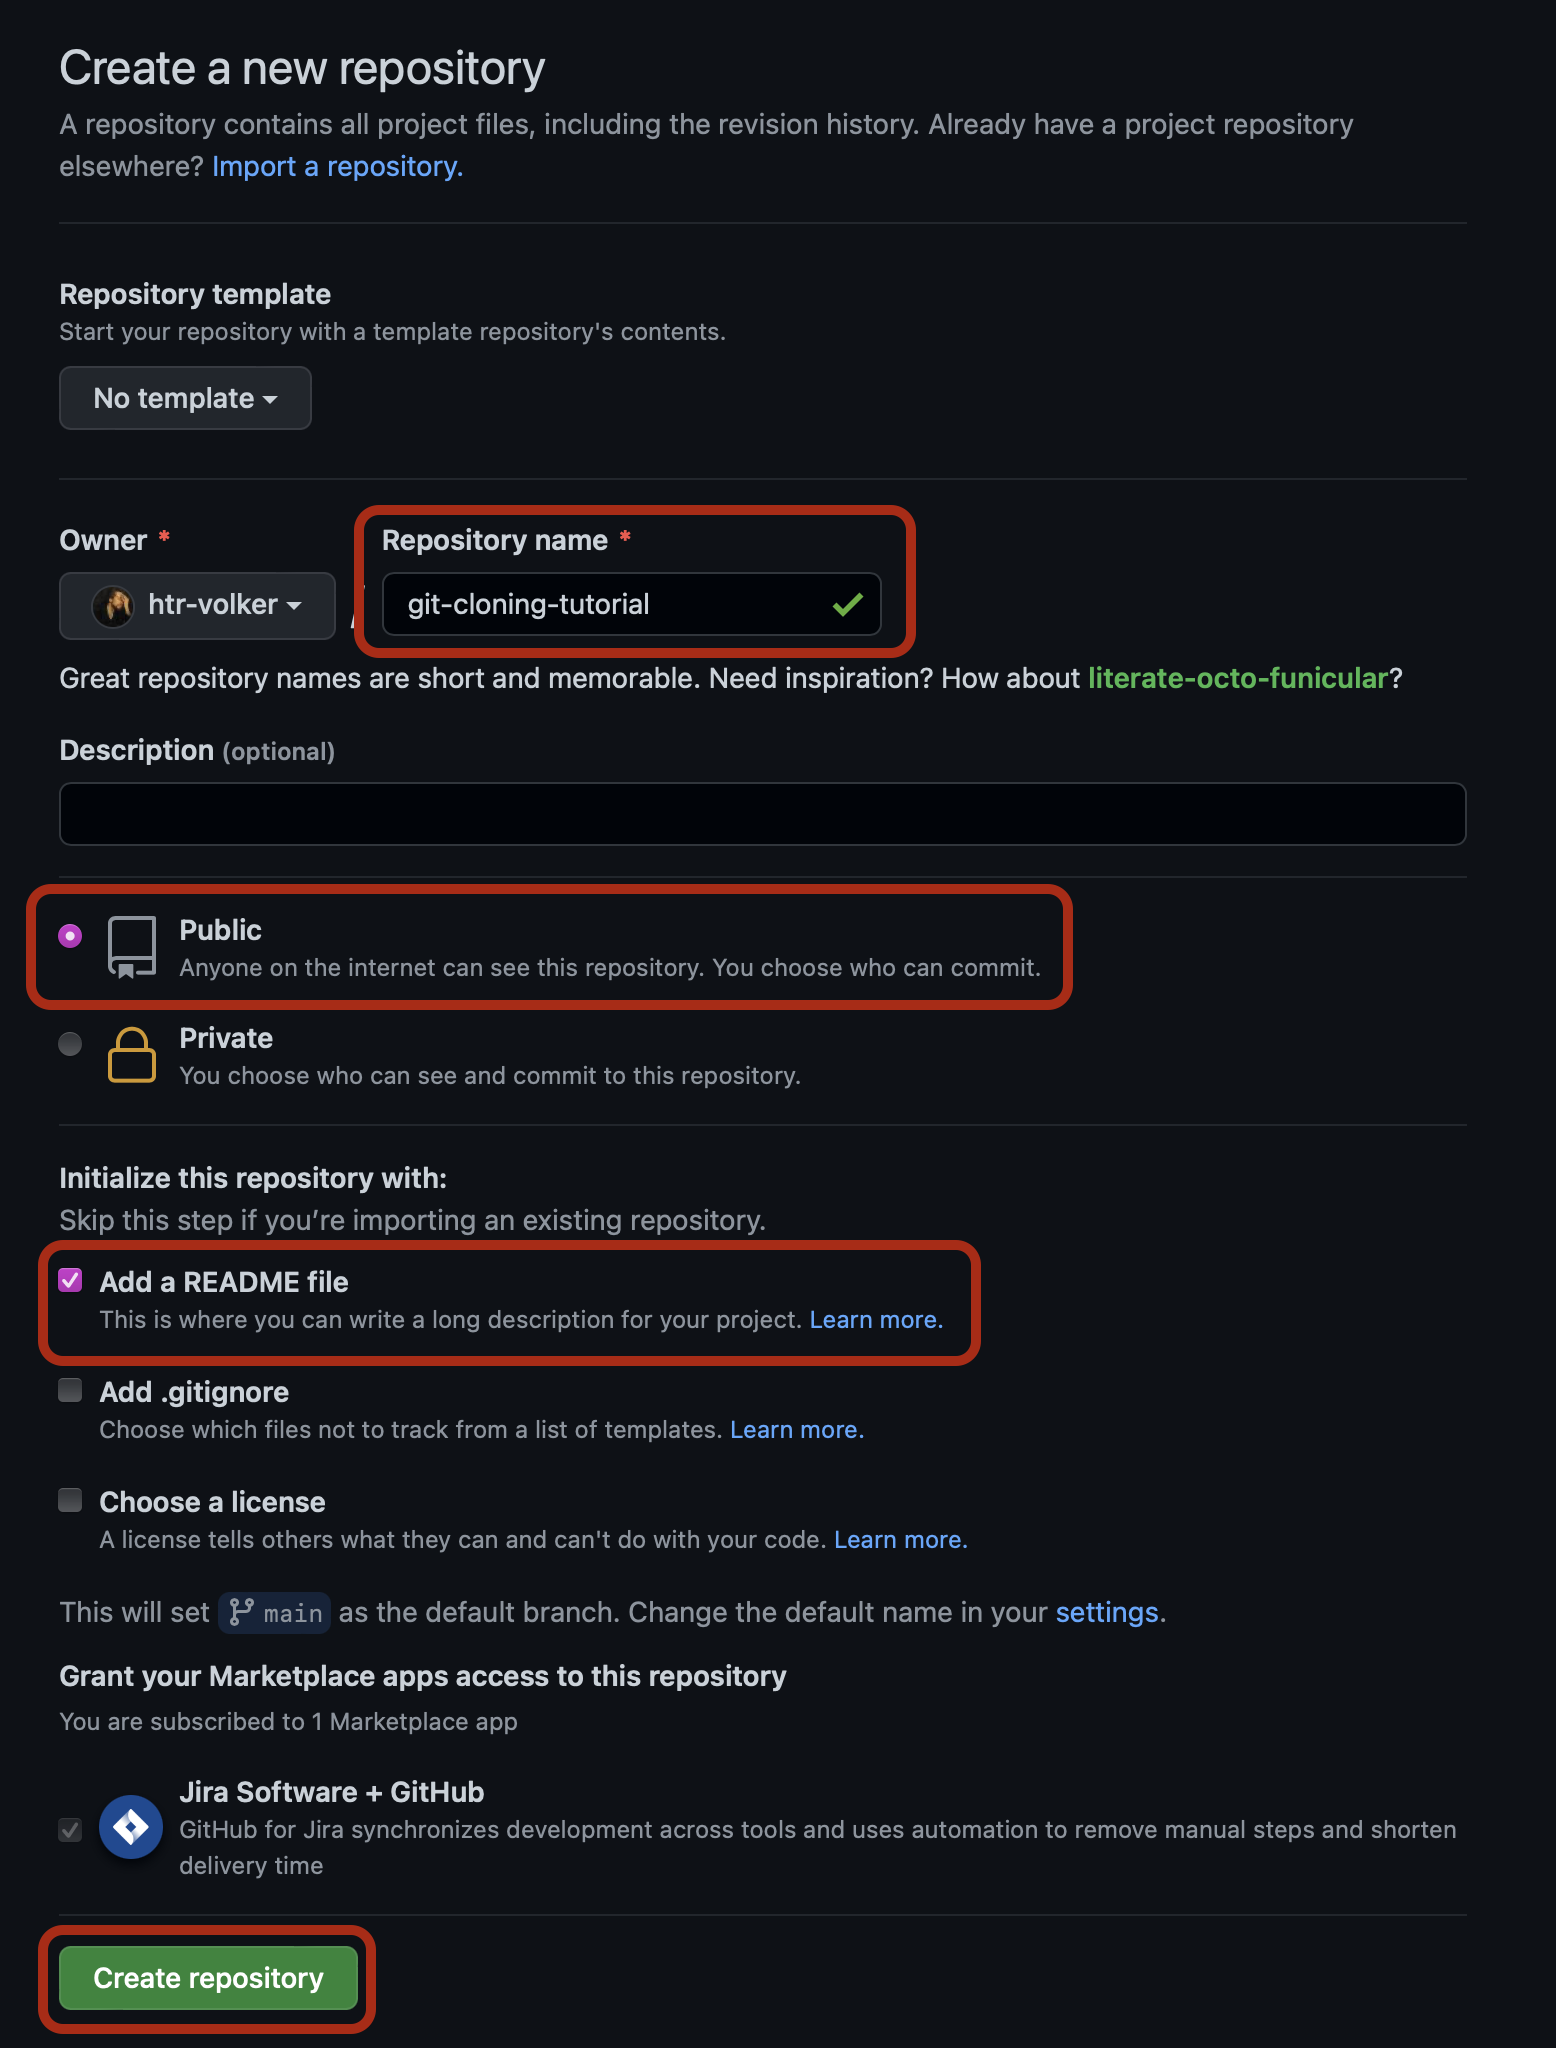 Create a new repository
A repository contains all project files, including the revision history. Already have a project repository
elsewhere? Import a repository.
Repository template
Start your repository with a template repository's contents.
No template
Owner *
Repository name *
htr-volker
/
git-cloning-tutorial
Great repository names are short and memorable. Need inspiration? How about literate-octo-funicular?
Description (optional)
Public
Anyone on the internet can see this repository. You choose who can commit.
Private
You choose who can see and commit to this repository.
Initialize this repository with:
Skip this step if you’re importing an existing repository.
Add a README file
This is where you can write a long description for your project. Learn more.
Add .gitignore
Choose which files not to track from a list of templates. Learn more.
Choose a license
A license tells others what they can and can't do with your code. Learn more.
This will set main as the default branch. Change the default name in your settings.
Grant your Marketplace apps access to this repository
You are subscribed to 1 Marketplace app
Jira Software + GitHub
GitHub for Jira synchronizes development across tools and uses automation to remove manual steps and shorten
delivery time
Create repository